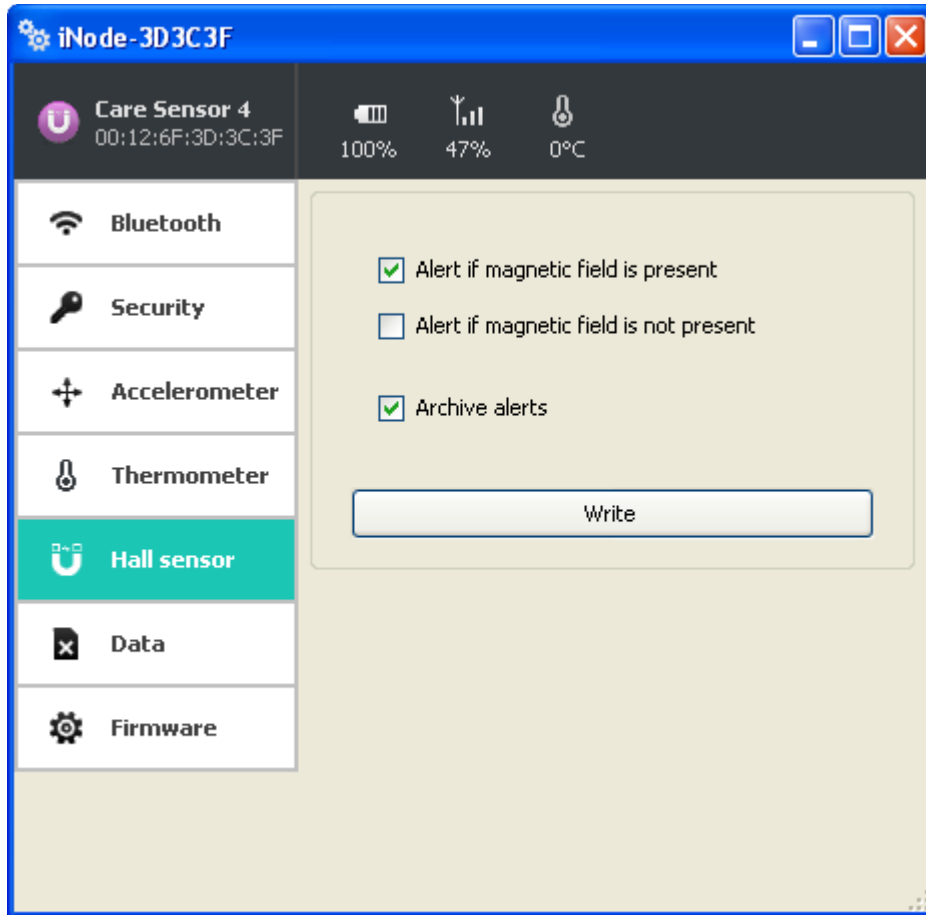 iNode-3D3C3F
Care Sensor 4
00:12:6F:3D:3C:3F
100%
47%
0°C
Bluetooth
Security
Accelerometer
Thermometer
Hall sensor
Data
Firmware
Alert if magnetic field is present
Alert if magnetic field is not present
Archive alerts
Write